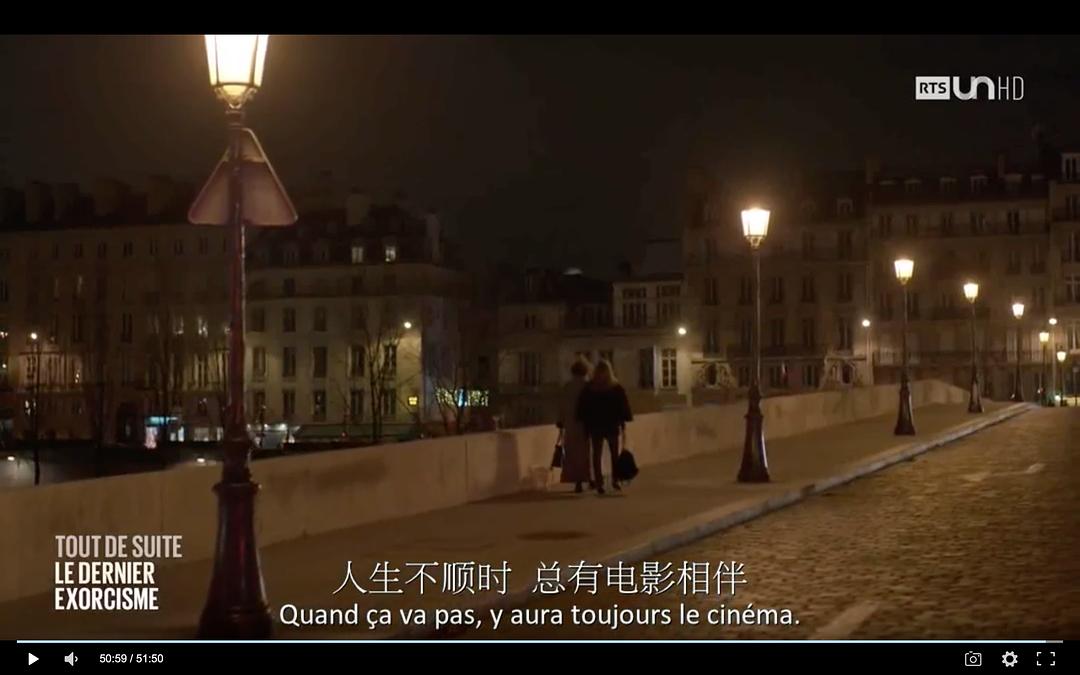 RTS UN HD
TOUT DE SUITE
LE DERNIER
EXORCISME
人生不顺时 总有电影相伴
Quand ça va pas, y aura toujours le cinéma.
50:59 / 51:50